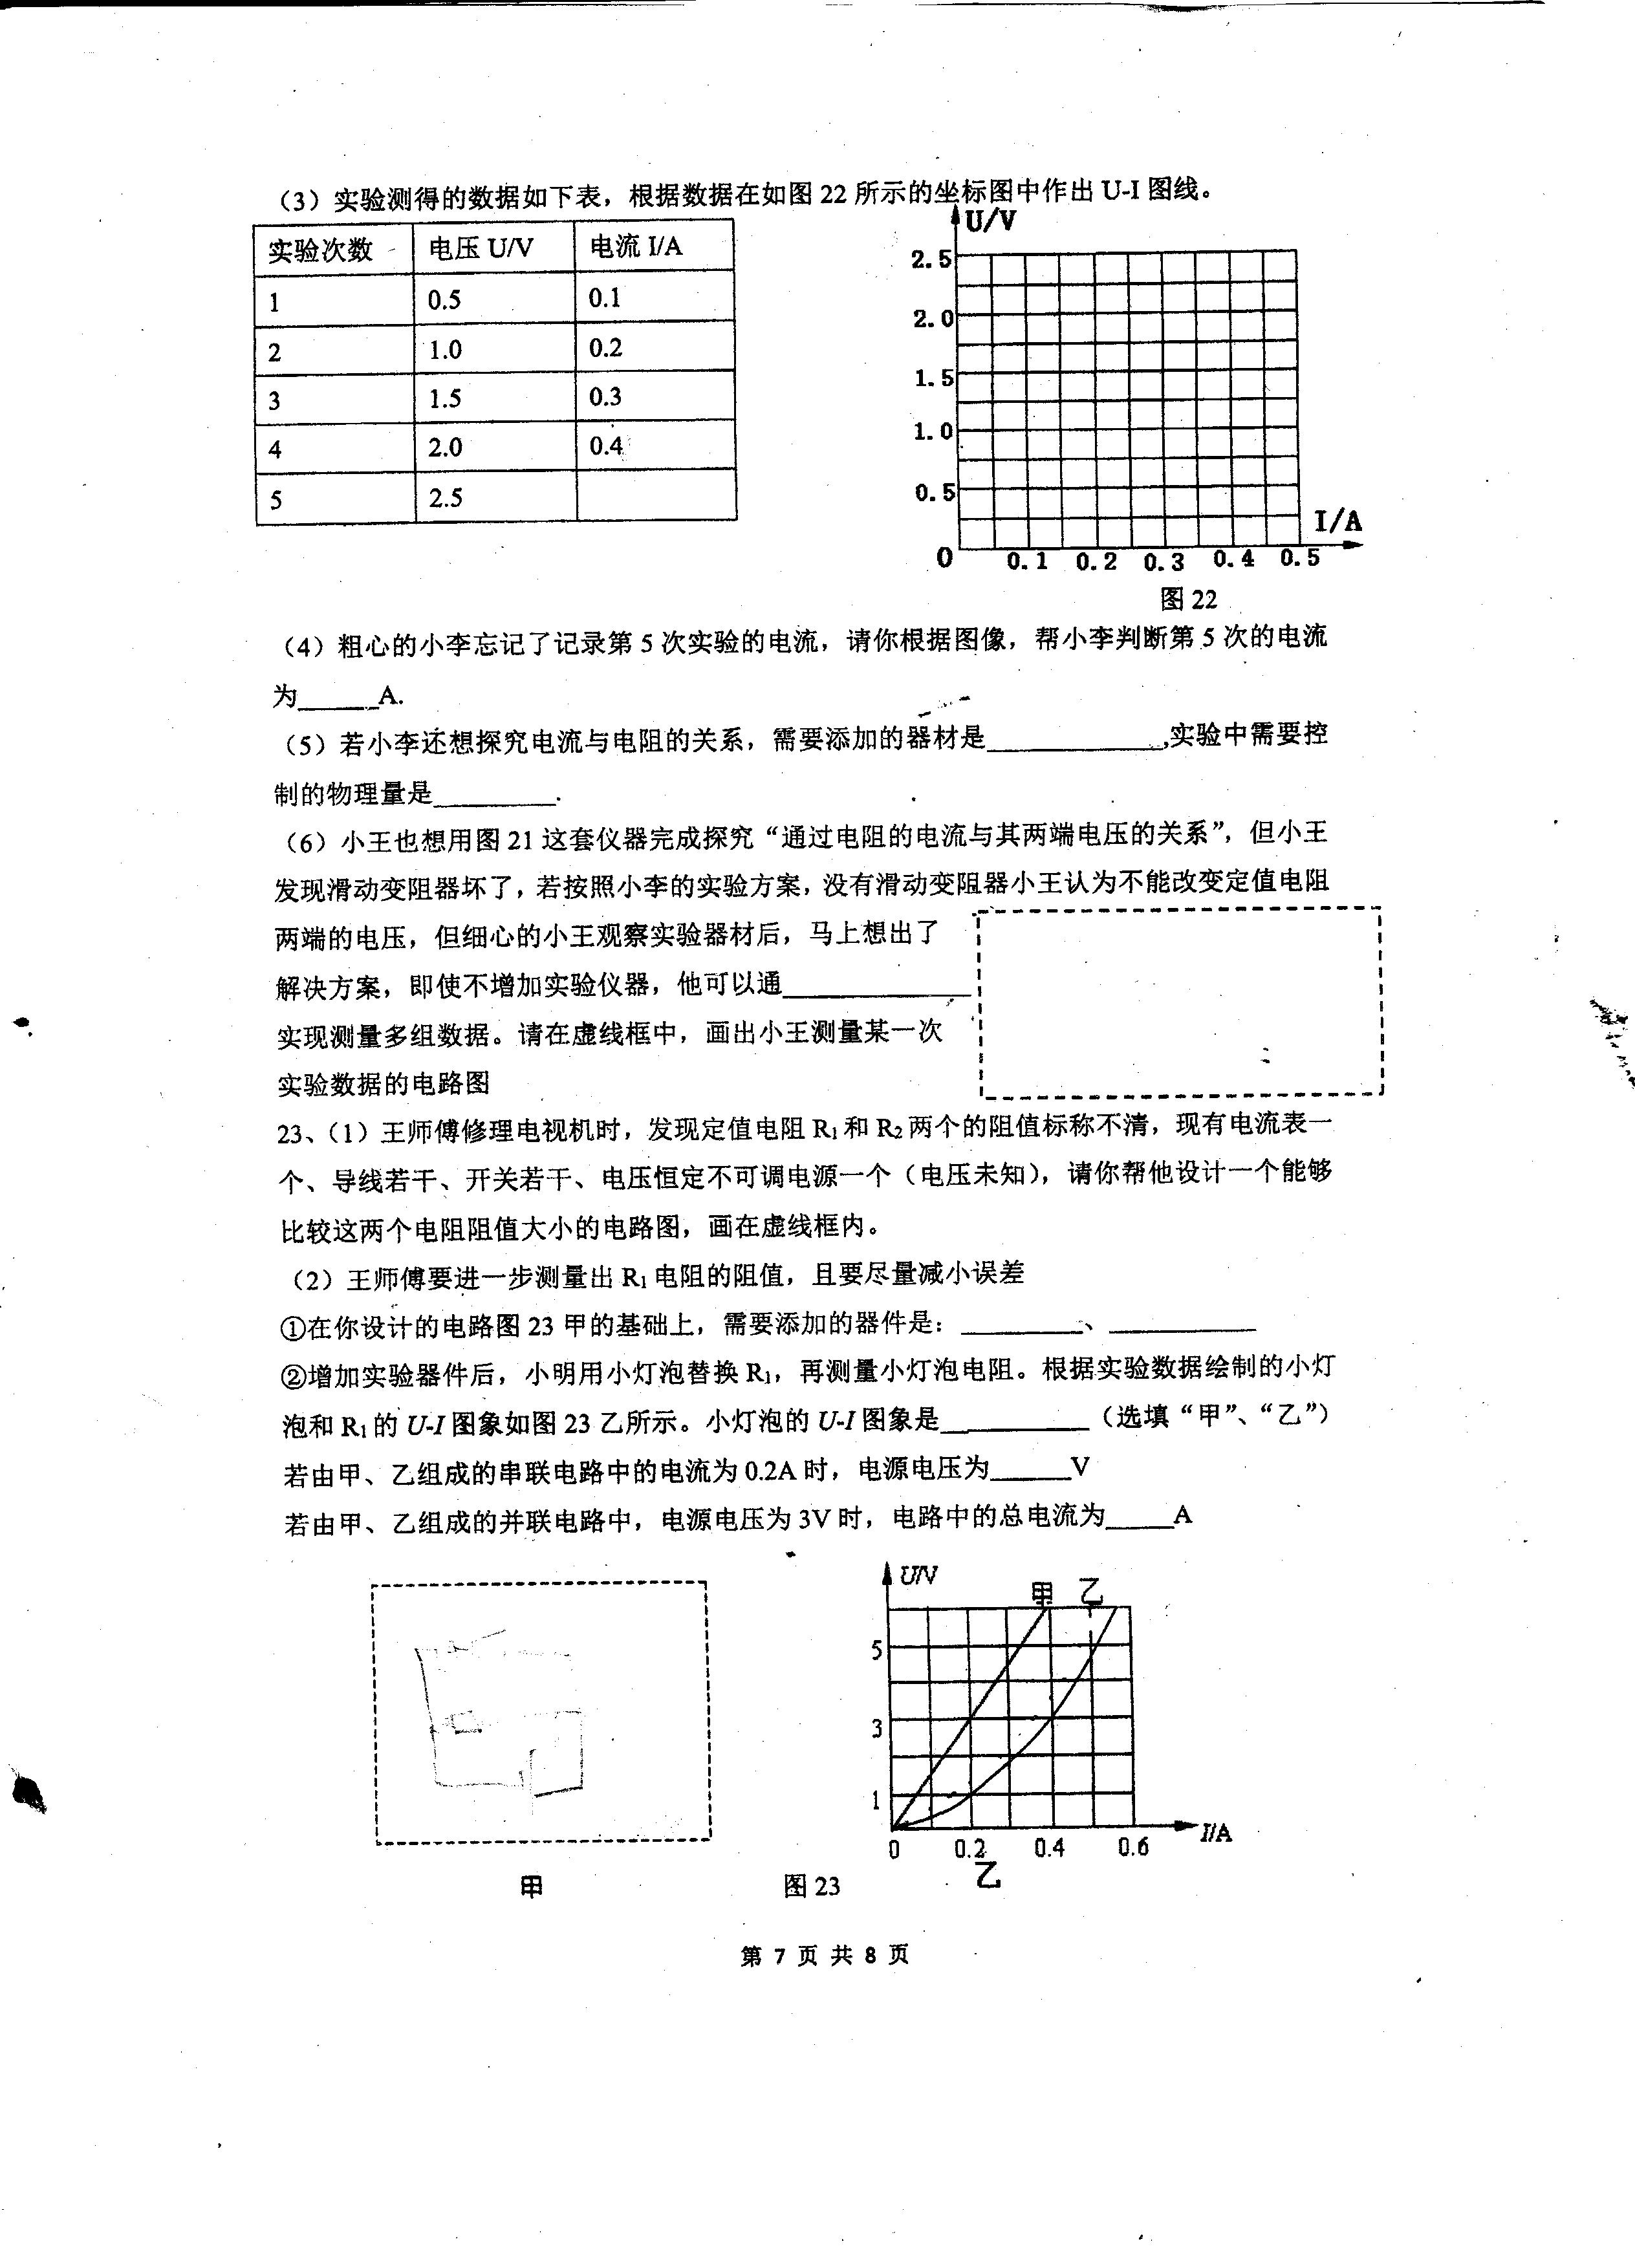 （3）实验测得的数据如下表，根据数据在如图 22 所示的坐标图中作出 U-I 图线。
实验次数 电压 U/V 电流 I/A
1 0.5 0.1
2 1.0 0.2
3 1.5 0.3
4 2.0 0.4
5 2.5
U/V
2.5
2.0
1.5
1.0
0.5
I/A
0 0.1 0.2 0.3 0.4 0.5
图 22
（4）粗心的小李忘记了记录第 5 次实验的电流，请你根据图像，帮小李判断第 5 次的电流
为______A.
（5）若小李还想探究电流与电阻的关系，需要添加的器材是____________,实验中需要控
制的物理量是_________.
（6）小王也想用图 21 这套仪器完成探究“通过电阻的电流与其两端电压的关系”，但小王
发现滑动变阻器坏了，若按照小李的实验方案，没有滑动变阻器小王认为不能改变定值电阻
两端的电压，但细心的小王观察实验器材后，马上想出了
解决方案，即使不增加实验仪器，他可以通______________
实现测量多组数据。请在虚线框中，画出小王测量某一次
实验数据的电路图
23、（1）王师傅修理电视机时，发现定值电阻 R₁和 R₂两个的阻值标称不清，现有电流表一
个、导线若干、开关若干、电压恒定不可调电源一个（电压未知），请你帮他设计一个能够
比较这两个电阻阻值大小的电路图，画在虚线框内。
（2）王师傅要进一步测量出 R₁电阻的阻值，且要尽量减小误差
①在你设计的电路图 23 甲的基础上，需要添加的器件是：_________、___________
②增加实验器件后，小明用小灯泡替换 R₁，再测量小灯泡电阻。根据实验数据绘制的小灯
泡和 R₁的 U-I 图象如图 23 乙所示。小灯泡的 U-I 图象是___________（选填“甲”、“乙”）
若由甲、乙组成的串联电路中的电流为 0.2A 时，电源电压为______V
若由甲、乙组成的并联电路中，电源电压为 3V 时，电路中的总电流为_____A
U/V
甲 乙
5
3
1
I/A
0 0.2 0.4 0.6
乙
甲 图 23
第 7 页 共 8 页